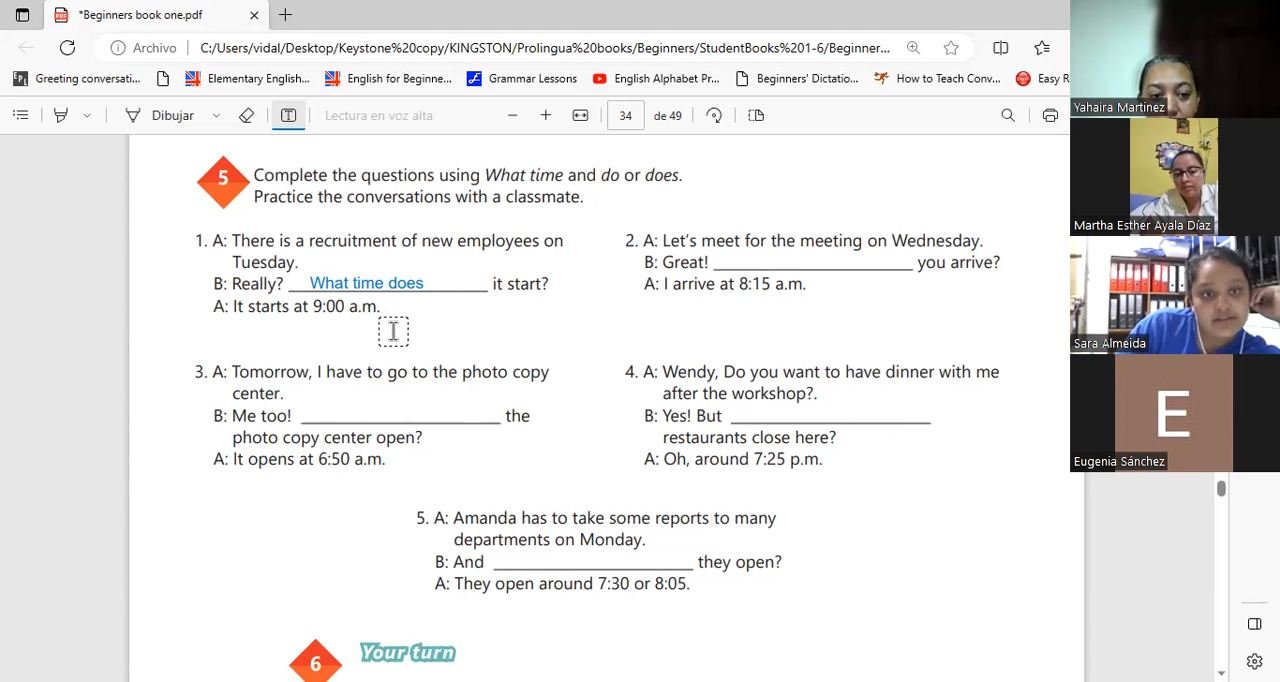 *Beginners book one.pdf
Archivo C:/Users/vidal/Desktop/Keystone%20copy/KINGSTON/Prolingua%20books/Beginners/StudentBooks%201-6/Beginner...
Greeting conversati... Elementary English... English for Beginne... Grammar Lessons English Alphabet Pr... Beginners' Dictatio... How to Teach Conv... Easy R
Dibujar Lectura en voz alta 34 de 49
5 Complete the questions using What time and do or does.
Practice the conversations with a classmate.
1. A: There is a recruitment of new employees on
Tuesday.
B: Really? What time does it start?
A: It starts at 9:00 a.m.
2. A: Let's meet for the meeting on Wednesday.
B: Great! ____________________ you arrive?
A: I arrive at 8:15 a.m.
3. A: Tomorrow, I have to go to the photo copy
center.
B: Me too! ____________________ the
photo copy center open?
A: It opens at 6:50 a.m.
4. A: Wendy, Do you want to have dinner with me
after the workshop?.
B: Yes! But ____________________
restaurants close here?
A: Oh, around 7:25 p.m.
5. A: Amanda has to take some reports to many
departments on Monday.
B: And ____________________ they open?
A: They open around 7:30 or 8:05.
6 Your turn
Yahaira Martinez
Martha Esther Ayala Díaz
Sara Almeida
E
Eugenia Sánchez